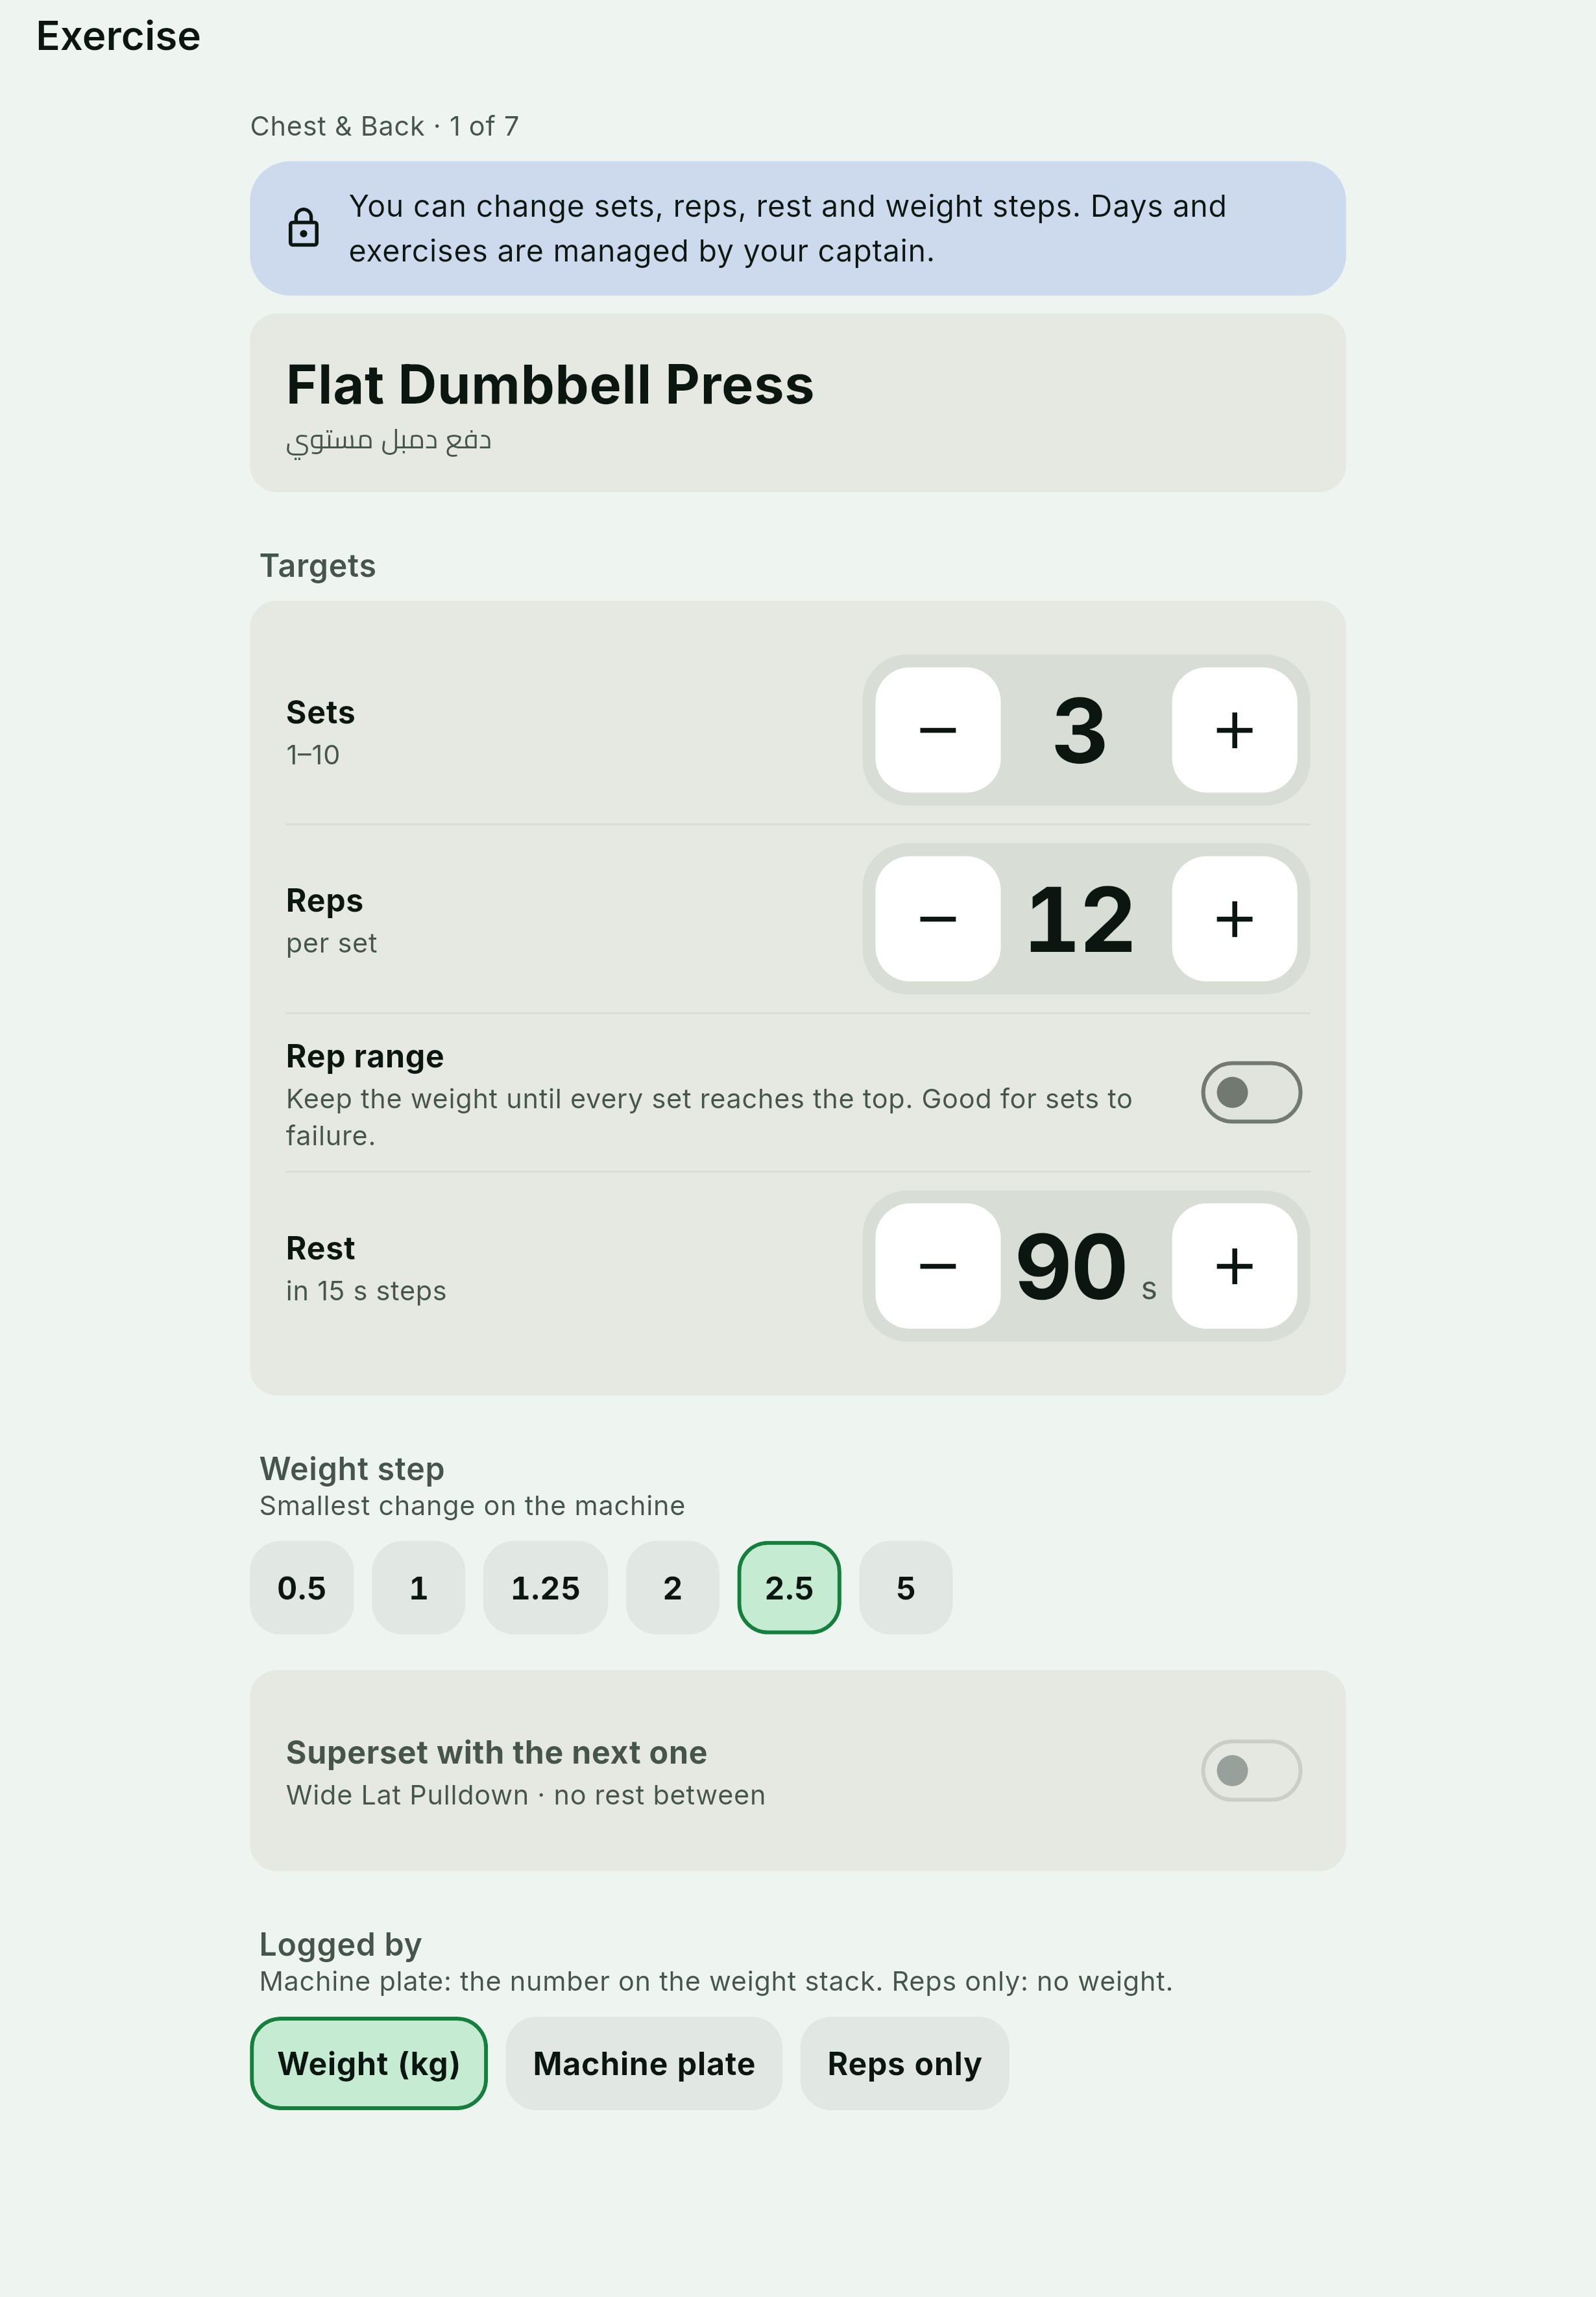 Exercise
Chest & Back · 1 of 7
You can change sets, reps, rest and weight steps. Days and
exercises are managed by your captain.
Flat Dumbbell Press
دفع دمبل مستوي
Targets
Sets
1–10
− 3 +
Reps
per set
− 12 +
Rep range
Keep the weight until every set reaches the top. Good for sets to
failure.
Rest
in 15 s steps
− 90 s +
Weight step
Smallest change on the machine
0.5 1 1.25 2 2.5 5
Superset with the next one
Wide Lat Pulldown · no rest between
Logged by
Machine plate: the number on the weight stack. Reps only: no weight.
Weight (kg) Machine plate Reps only